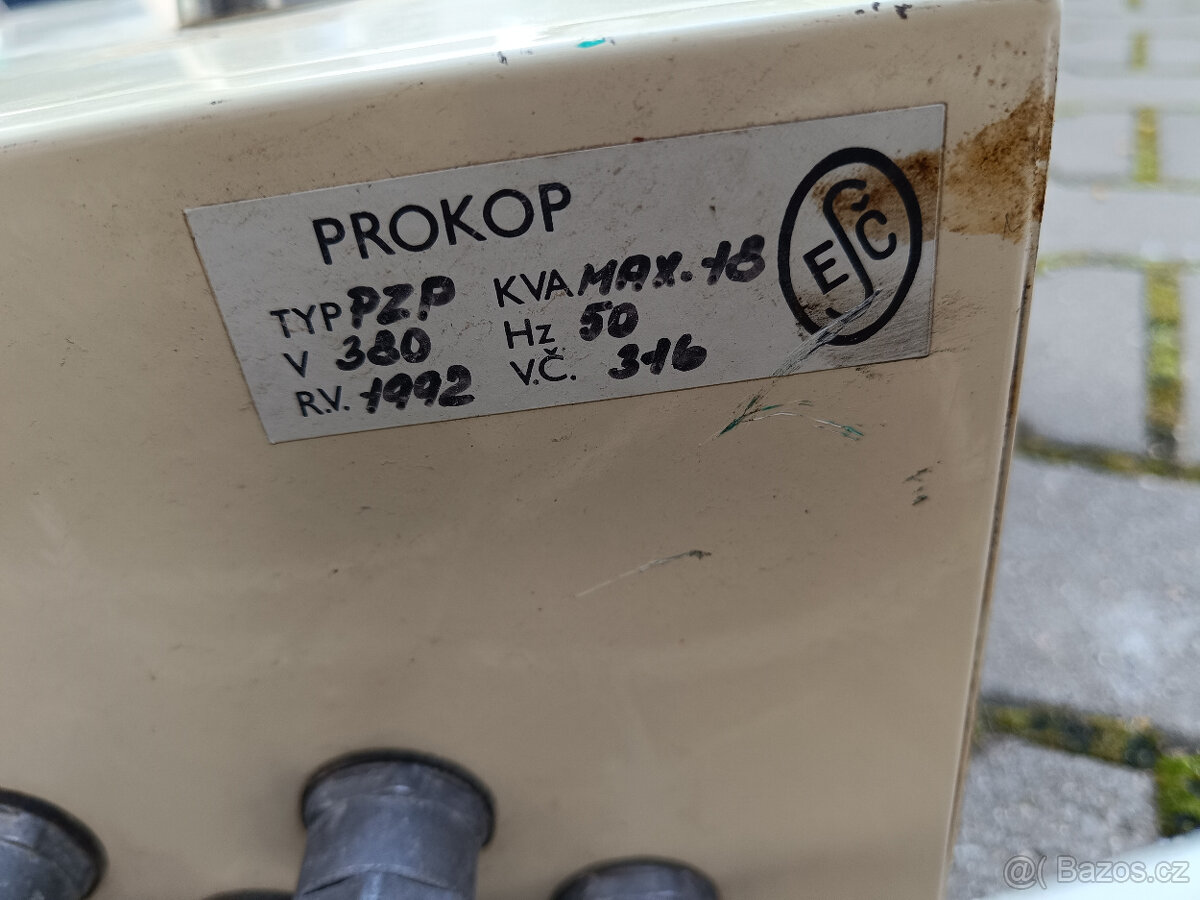 PROKOP
TYP PZP KVA MAX. 18
V 380 Hz 50
R.V. 1992 V.Č. 316
ESČ
@( Bazos.cz